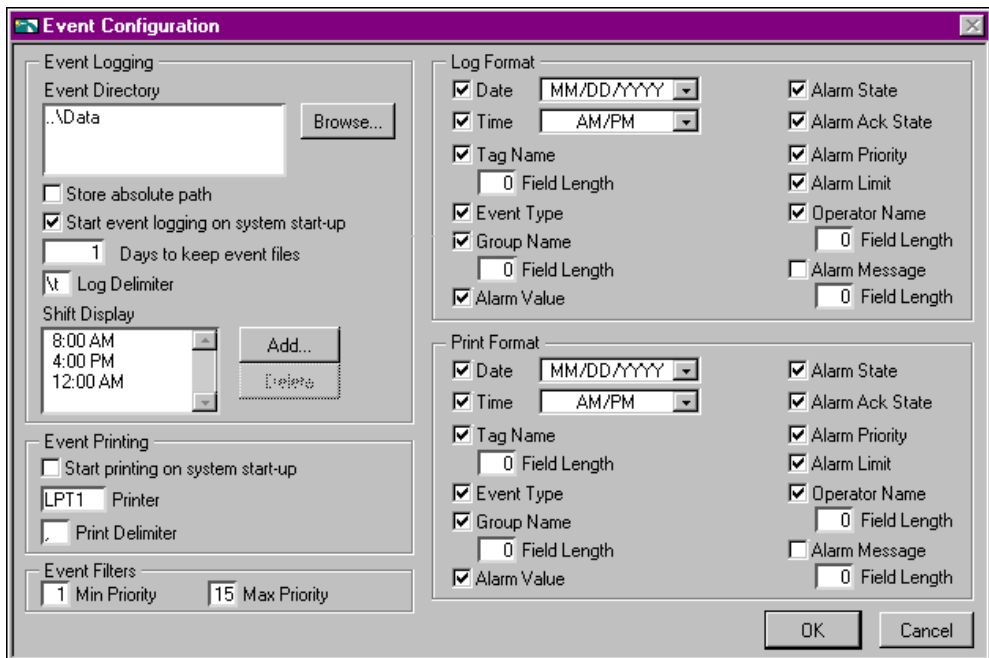 Event Configuration
Event Logging
Event Directory
..\Data
Browse...
Store absolute path
Start event logging on system start-up
1 Days to keep event files
\t Log Delimiter
Shift Display
8:00 AM
4:00 PM
12:00 AM
Add...
Delete
Event Printing
Start printing on system start-up
LPT1 Printer
, Print Delimiter
Event Filters
1 Min Priority 15 Max Priority
Log Format
Date MM/DD/YYYY
Time AM/PM
Tag Name
0 Field Length
Event Type
Group Name
0 Field Length
Alarm Value
Alarm State
Alarm Ack State
Alarm Priority
Alarm Limit
Operator Name
0 Field Length
Alarm Message
0 Field Length
Print Format
Date MM/DD/YYYY
Time AM/PM
Tag Name
0 Field Length
Event Type
Group Name
0 Field Length
Alarm Value
Alarm State
Alarm Ack State
Alarm Priority
Alarm Limit
Operator Name
0 Field Length
Alarm Message
0 Field Length
OK
Cancel